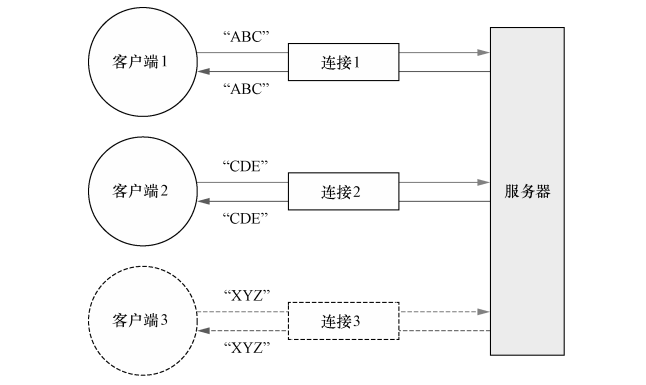 “ABC”
客户端1
连接1
“ABC”
“CDE”
客户端2
连接2
服务器
“CDE”
“XYZ”
客户端3
连接3
“XYZ”